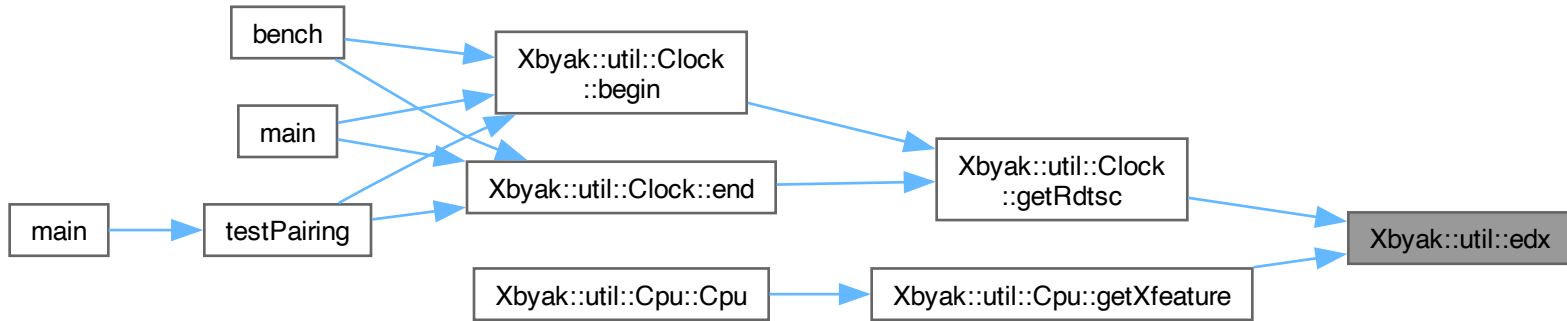 bench
Xbyak::util::Clock
::begin
main
Xbyak::util::Clock::end
Xbyak::util::Clock
::getRdtsc
main
testPairing
Xbyak::util::edx
Xbyak::util::Cpu::Cpu
Xbyak::util::Cpu::getXfeature